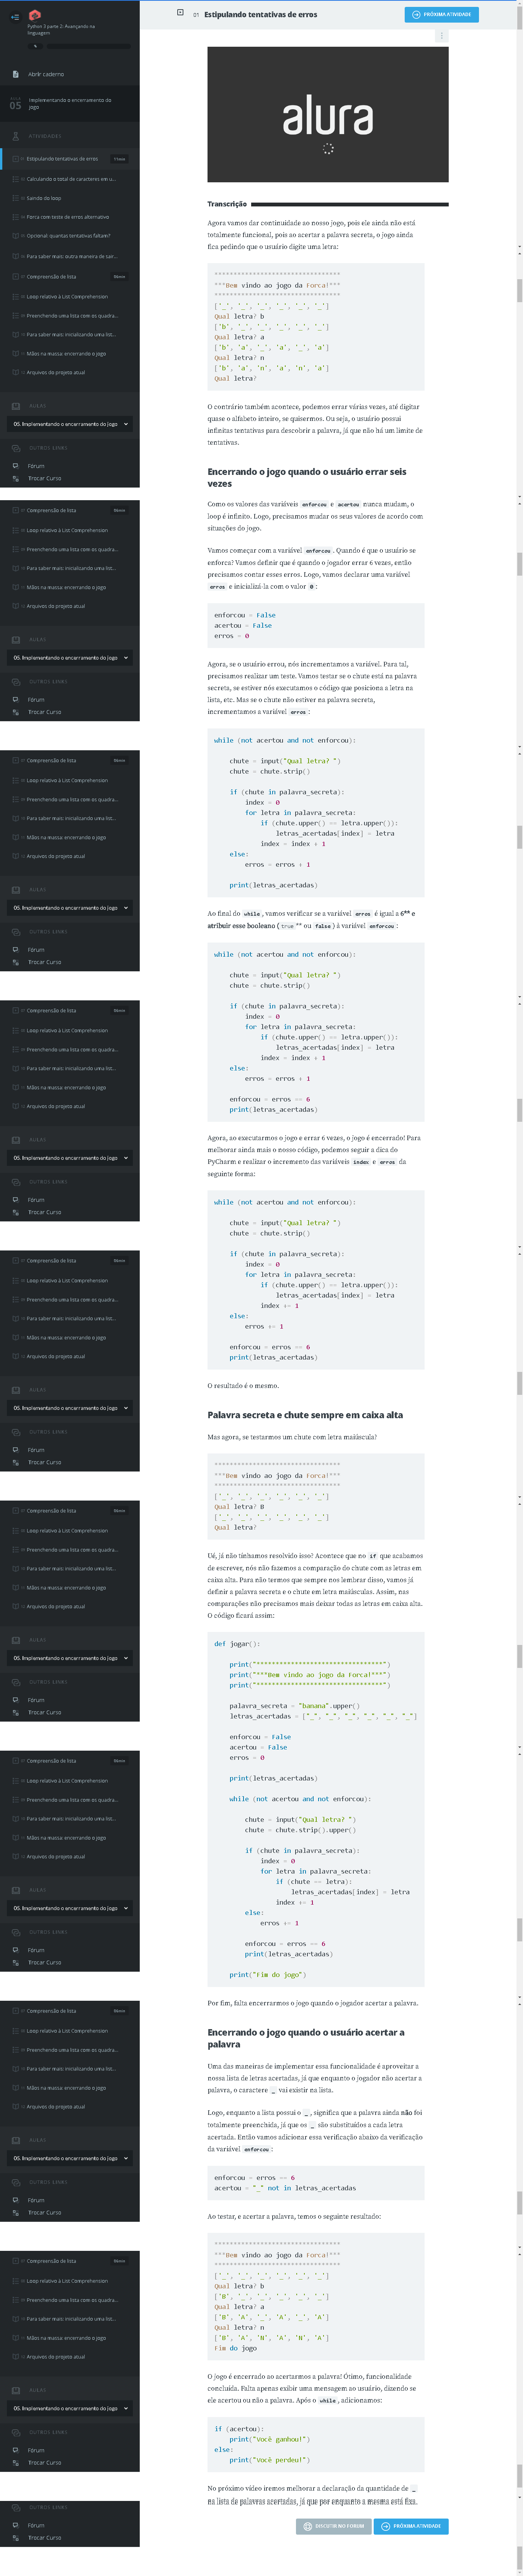 Python 3 parte 2: Avançando na
linguagem
Abrir caderno
AULA
05
Implementando o encerramento do
jogo
ATIVIDADES
01 Estipulando tentativas de erros
Calculando o total de caracteres em u...
Saindo do loop
Forca com teste de erros alternativo
Opcional: quantas tentativas faltam?
Para saber mais: outra maneira de sair...
Compreensão de lista
Loop relativo à List Comprehension
Preenchendo uma lista com os quadra...
Para saber mais: inicializando uma list...
Mãos na massa: encerrando o jogo
Arquivos do projeto atual
AULAS
05. Implementando o encerramento do jogo
OUTROS LINKS
Fórum
Trocar Curso
01 Estipulando tentativas de erros
PRÓXIMA ATIVIDADE
alura
Transcrição
Agora vamos dar continuidade ao nosso jogo, pois ele ainda não está
totalmente funcional, pois ao acertar a palavra secreta, o jogo ainda
fica pedindo que o usuário digite uma letra:
*********************************
***Bem vindo ao jogo da Forca!***
*********************************
['_', '_', '_', '_', '_', '_']
Qual letra? b
['b', '_', '_', '_', '_', '_']
Qual letra? a
['b', 'a', '_', 'a', '_', 'a']
Qual letra? n
['b', 'a', 'n', 'a', 'n', 'a']
Qual letra?
O contrário também acontece, podemos errar várias vezes, até digitar
quase o alfabeto inteiro, se quisermos. Ou seja, o usuário possui
infinitas tentativas para descobrir a palavra, já que não há um limite de
tentativas.
Encerrando o jogo quando o usuário errar seis
vezes
Como os valores das variáveis enforcou e acertou nunca mudam, o
loop é infinito. Logo, precisamos mudar os seus valores de acordo com
situações do jogo.
Vamos começar com a variável enforcou. Quando é que o usuário se
enforca? Vamos definir que é quando o jogador errar 6 vezes, então
precisamos contar esses erros. Logo, vamos declarar uma variável
erros e inicializá-la com o valor 0:
enforcou = False
acertou = False
erros = 0
Agora, se o usuário errou, nós incrementamos a variável. Para tal,
precisamos realizar um teste. Vamos testar se o chute está na palavra
secreta, se estiver nós executamos o código que posiciona a letra na
lista, etc. Mas se o chute não estiver na palavra secreta,
incrementamos a variável erros:
while (not acertou and not enforcou):
chute = input("Qual letra? ")
chute = chute.strip()
if (chute in palavra_secreta):
index = 0
for letra in palavra_secreta:
if (chute.upper() == letra.upper()):
letras_acertadas[index] = letra
index = index + 1
else:
erros = erros + 1
print(letras_acertadas)
Ao final do while, vamos verificar se a variável erros é igual a 6** e
atribuir esse booleano (true** ou false) à variável enforcou:
while (not acertou and not enforcou):
chute = input("Qual letra? ")
chute = chute.strip()
if (chute in palavra_secreta):
index = 0
for letra in palavra_secreta:
if (chute.upper() == letra.upper()):
letras_acertadas[index] = letra
index = index + 1
else:
erros = erros + 1
enforcou = erros == 6
print(letras_acertadas)
Agora, ao executarmos o jogo e errar 6 vezes, o jogo é encerrado! Para
melhorar ainda mais o nosso código, podemos seguir a dica do
PyCharm e realizar o incremento das variáveis index e erros da
seguinte forma:
while (not acertou and not enforcou):
chute = input("Qual letra? ")
chute = chute.strip()
if (chute in palavra_secreta):
index = 0
for letra in palavra_secreta:
if (chute.upper() == letra.upper()):
letras_acertadas[index] = letra
index += 1
else:
erros += 1
enforcou = erros == 6
print(letras_acertadas)
O resultado é o mesmo.
Palavra secreta e chute sempre em caixa alta
Mas agora, se testarmos um chute com letra maiúscula?
*********************************
***Bem vindo ao jogo da Forca!***
*********************************
['_', '_', '_', '_', '_', '_']
Qual letra? B
['_', '_', '_', '_', '_', '_']
Qual letra?
Ué, já não tínhamos resolvido isso? Acontece que no if que acabamos
de escrever, nós não fazemos a comparação do chute com as letras em
caixa alta. Para não termos que sempre nos lembrar disso, vamos já
definir a palavra secreta e o chute em letra maiúsculas. Assim, nas
comparações não precisamos mais deixar todas as letras em caixa alta.
O código ficará assim:
def jogar():
print("*********************************")
print("***Bem vindo ao jogo da Forca!***")
print("*********************************")
palavra_secreta = "banana".upper()
letras_acertadas = ["_", "_", "_", "_", "_", "_"]
enforcou = False
acertou = False
erros = 0
print(letras_acertadas)
while (not acertou and not enforcou):
chute = input("Qual letra? ")
chute = chute.strip().upper()
if (chute in palavra_secreta):
index = 0
for letra in palavra_secreta:
if (chute == letra):
letras_acertadas[index] = letra
index += 1
else:
erros += 1
enforcou = erros == 6
print(letras_acertadas)
print("Fim do jogo")
Por fim, falta encerrarmos o jogo quando o jogador acertar a palavra.
Encerrando o jogo quando o usuário acertar a
palavra
Uma das maneiras de implementar essa funcionalidade é aproveitar a
nossa lista de letras acertadas, já que enquanto o jogador não acertar a
palavra, o caractere _ vai existir na lista.
Logo, enquanto a lista possui o _, significa que a palavra ainda não foi
totalmente preenchida, já que os _ são substituídos a cada letra
acertada. Então vamos adicionar essa verificação abaixo da verificação
da variável enforcou:
enforcou = erros == 6
acertou = "_" not in letras_acertadas
Ao testar, e acertar a palavra, temos o seguinte resultado:
*********************************
***Bem vindo ao jogo da Forca!***
*********************************
['_', '_', '_', '_', '_', '_']
Qual letra? b
['B', '_', '_', '_', '_', '_']
Qual letra? a
['B', 'A', '_', 'A', '_', 'A']
Qual letra? n
['B', 'A', 'N', 'A', 'N', 'A']
Fim do jogo
O jogo é encerrado ao acertarmos a palavra! Ótimo, funcionalidade
concluída. Falta apenas exibir uma mensagem ao usuário, dizendo se
ele acertou ou não a palavra. Após o while, adicionamos:
if (acertou):
print("Você ganhou!")
else:
print("Você perdeu!")
No próximo vídeo iremos melhorar a declaração da quantidade de _
na lista de palavras acertadas, já que por enquanto a mesma está fixa.
DISCUTIR NO FORUM
PRÓXIMA ATIVIDADE